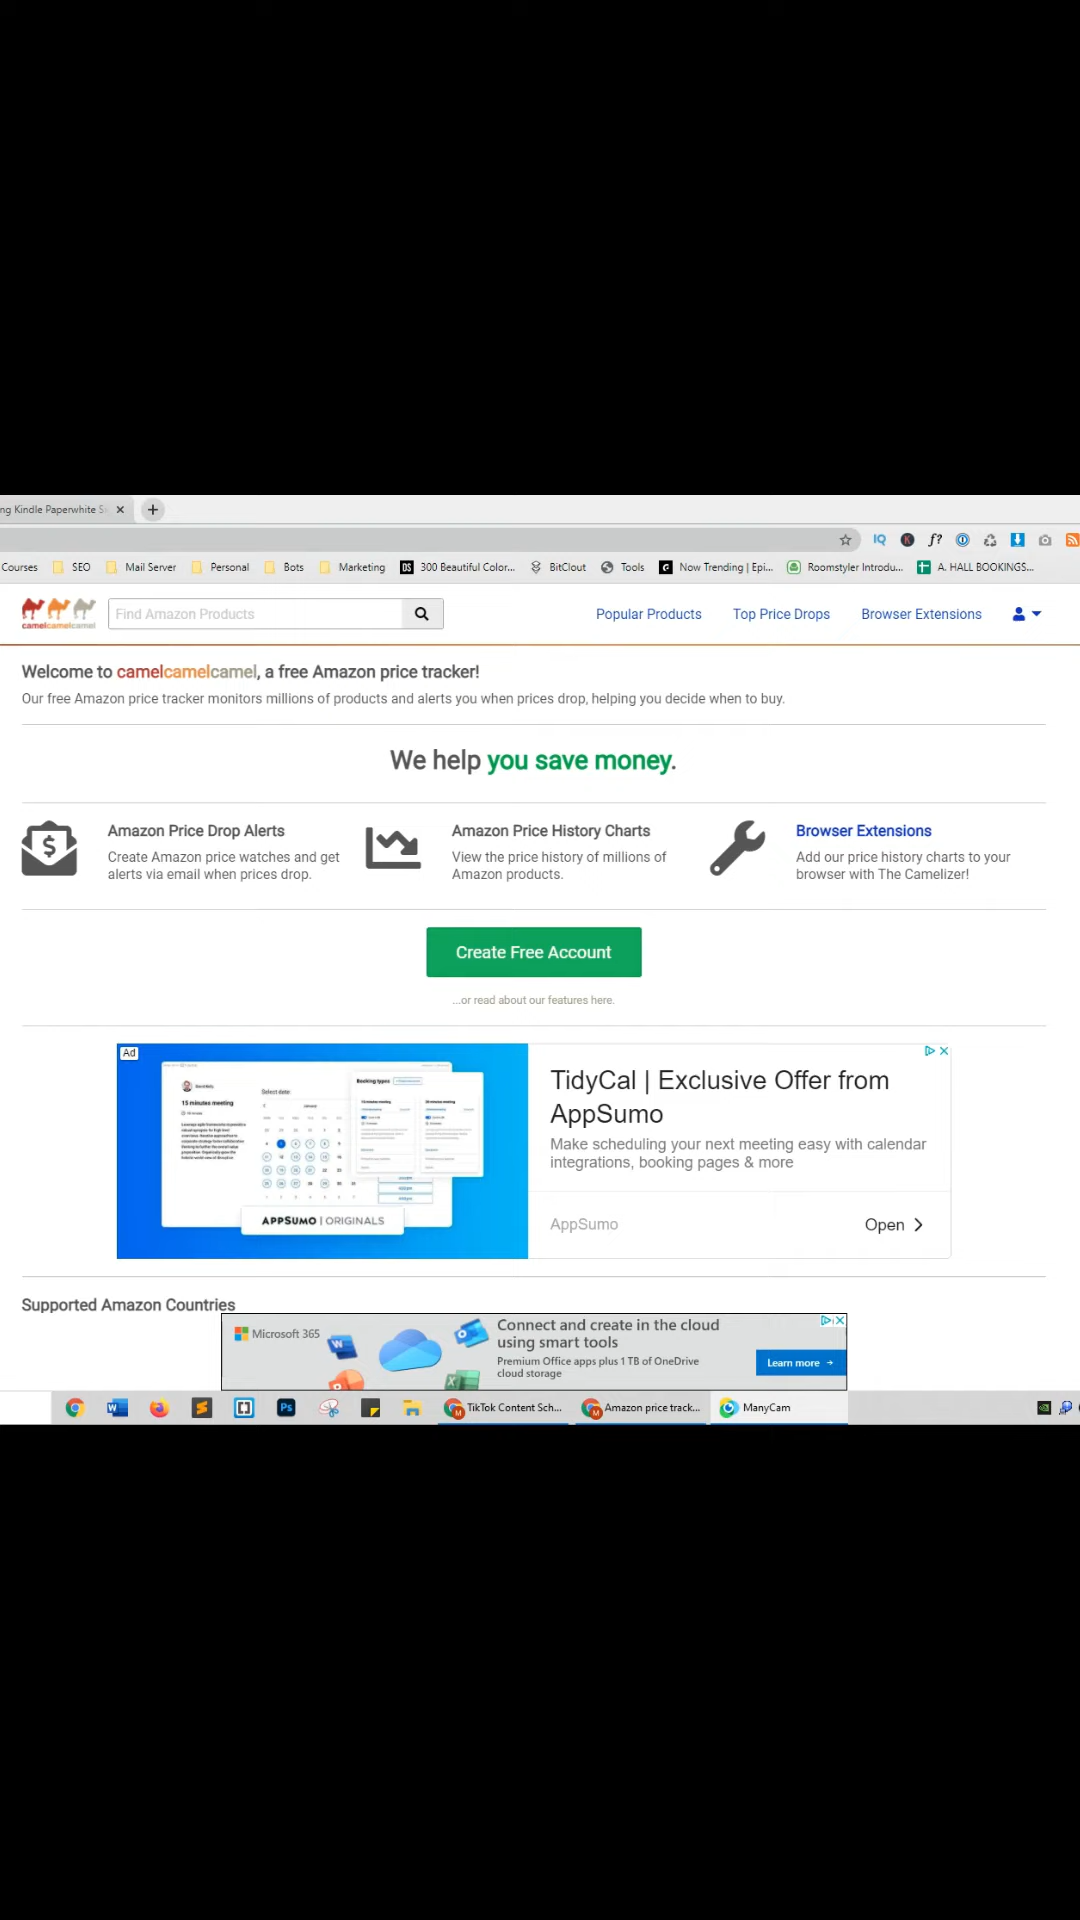 ng Kindle Paperwhite S
Courses SEO Mail Server Personal Bots Marketing 300 Beautiful Color... BitClout Tools Now Trending | Epi... Roomstyler Introdu... A. HALL BOOKINGS...
camelcamelcamel Find Amazon Products Popular Products Top Price Drops Browser Extensions
Welcome to camelcamelcamel, a free Amazon price tracker!
Our free Amazon price tracker monitors millions of products and alerts you when prices drop, helping you decide when to buy.
We help you save money.
Amazon Price Drop Alerts
Create Amazon price watches and get
alerts via email when prices drop.
Amazon Price History Charts
View the price history of millions of
Amazon products.
Browser Extensions
Add our price history charts to your
browser with The Camelizer!
Create Free Account
...or read about our features here.
Ad
15 minutes meeting
Select date:
Booking types
APPSUMO | ORIGINALS
TidyCal | Exclusive Offer from
AppSumo
Make scheduling your next meeting easy with calendar
integrations, booking pages & more
AppSumo Open
Supported Amazon Countries
Microsoft 365
Connect and create in the cloud
using smart tools
Premium Office apps plus 1 TB of OneDrive
cloud storage
Learn more →
TikTok Content Sch... Amazon price track... ManyCam